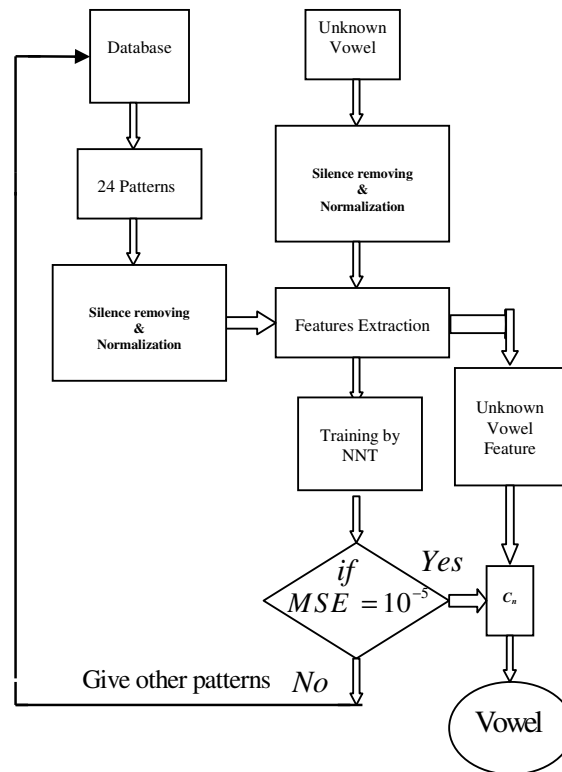 Database
Unknown
Vowel
24 Patterns
Silence removing
&
Normalization
Silence removing
&
Normalization
Features Extraction
Training by
NNT
Unknown
Vowel
Feature
if
MSE = 10⁻⁵
Yes
Cₙ
Give other patterns No
Vowel